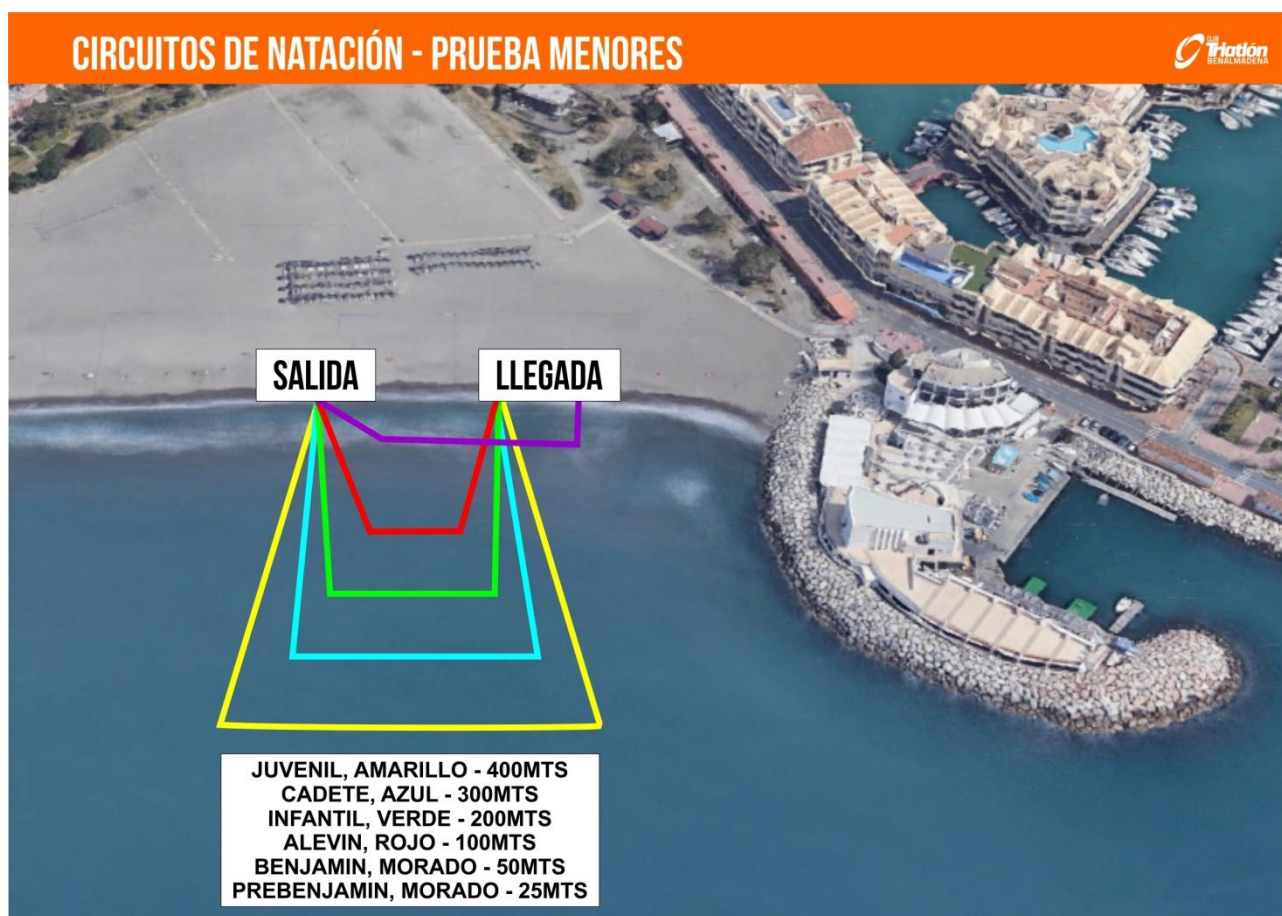 CIRCUITOS DE NATACIÓN - PRUEBA MENORES
CLUB
Triatlón
BENALMADENA
SALIDA
LLEGADA
JUVENIL, AMARILLO - 400MTS
CADETE, AZUL - 300MTS
INFANTIL, VERDE - 200MTS
ALEVIN, ROJO - 100MTS
BENJAMIN, MORADO - 50MTS
PREBENJAMIN, MORADO - 25MTS